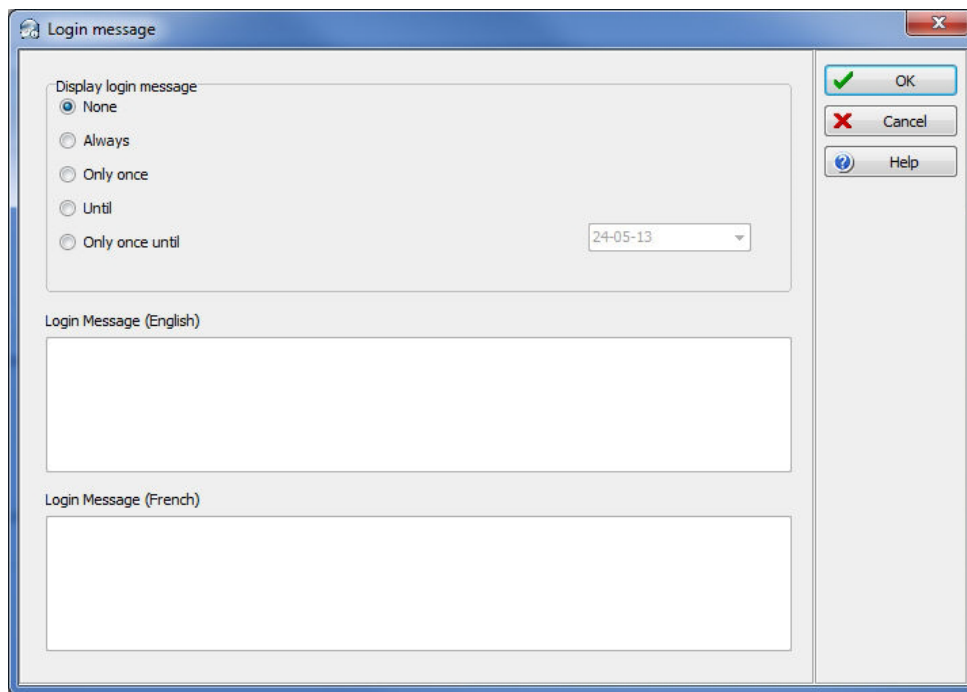 Login message
X
Display login message
None
Always
Only once
Until
Only once until
24-05-13
Login Message (English)
Login Message (French)
OK
Cancel
Help